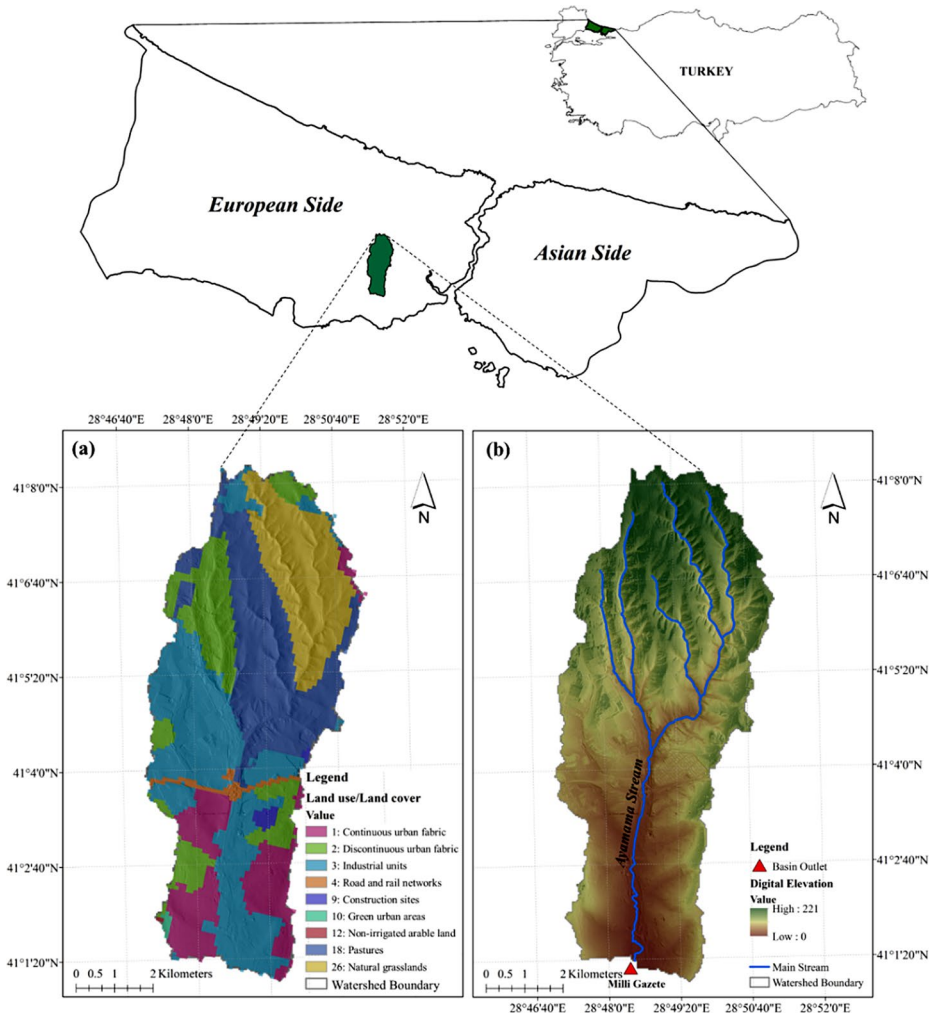 TURKEY
European Side
Asian Side
28°46'40"E 28°48'0"E 28°49'20"E 28°50'40"E 28°52'0"E
(a)
N
41°8'0"N
41°6'40"N
41°5'20"N
41°4'0"N
41°2'40"N
41°1'20"N
Legend
Land use/Land cover
Value
1: Continuous urban fabric
2: Discontinuous urban fabric
3: Industrial units
4: Road and rail networks
9: Construction sites
10: Green urban areas
12: Non-irrigated arable land
18: Pastures
26: Natural grasslands
Watershed Boundary
0 0.5 1 2 Kilometers
(b)
N
41°8'0"N
41°6'40"N
41°5'20"N
41°4'0"N
41°2'40"N
41°1'20"N
Ayamama Stream
Legend
Basin Outlet
Digital Elevation
Value
High : 221
Low : 0
Main Stream
Watershed Boundary
0 0.5 1 2 Kilometers
Milli Gazete
28°46'40"E 28°48'0"E 28°49'20"E 28°50'40"E 28°52'0"E